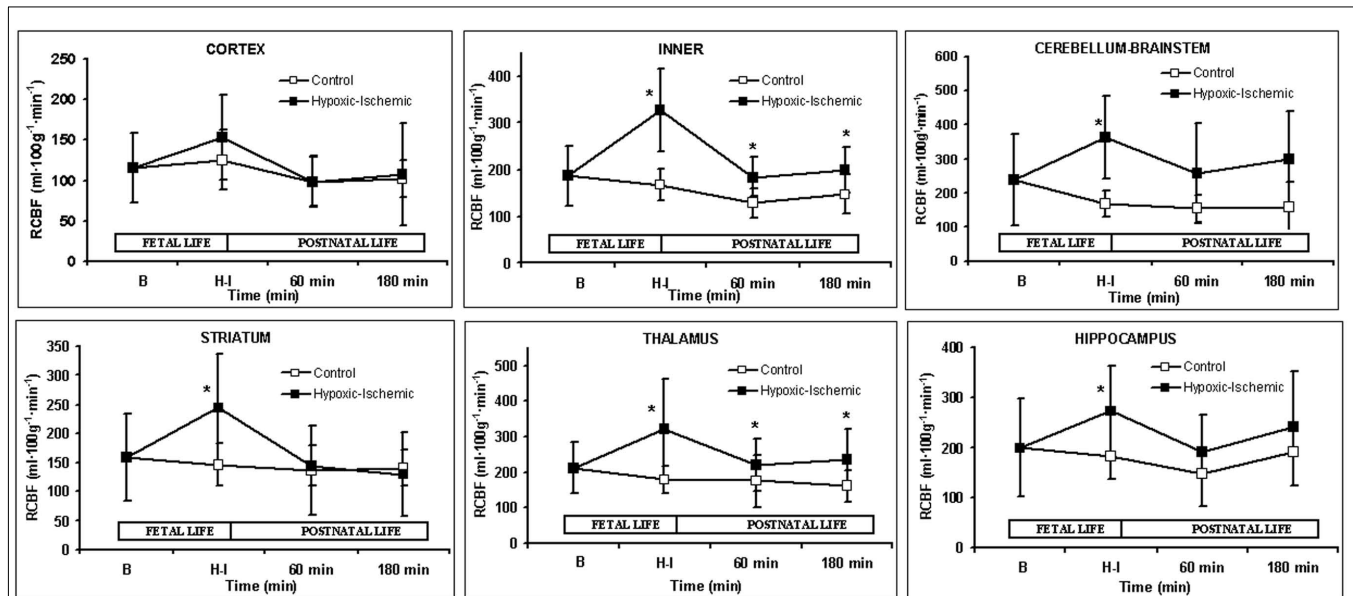 CORTEX
250
200
150
100
50
0
RCBF (ml·100g⁻¹·min⁻¹)
Control
Hypoxic-Ischemic
FETAL LIFE POSTNATAL LIFE
B H-I 60 min 180 min
Time (min)
INNER
400
300
200
100
0
RCBF (ml·100g⁻¹·min⁻¹)
Control
Hypoxic-Ischemic
*
*
*
FETAL LIFE POSTNATAL LIFE
B H-I 60 min 180 min
Time (min)
CEREBELLUM-BRAINSTEM
600
500
400
300
200
100
0
RCBF (ml·100g¹·min⁻¹)
Control
Hypoxic-Ischemic
*
FETAL LIFE POSTNATAL LIFE
B H-I 60 min 180 min
Time (min)
STRIATUM
350
300
250
200
150
100
50
0
RCBF (ml·100g⁻¹·min⁻¹)
Control
Hypoxic-Ischemic
*
FETAL LIFE POSTNATAL LIFE
B H-I 60 min 180 min
Time (min)
THALAMUS
500
400
300
200
100
0
RCBF (ml·100g⁻¹·min⁻¹)
Control
Hypoxic-Ischemic
*
*
*
FETAL LIFE POSTNATAL LIFE
B H-I 60 min 180 min
Time (min)
HIPPOCAMPUS
400
300
200
100
0
RCBF (ml·100g⁻¹·min⁻¹)
Control
Hypoxic-Ischemic
*
FETAL LIFE POSTNATAL LIFE
B H-I 60 min 180 min
Time (min)